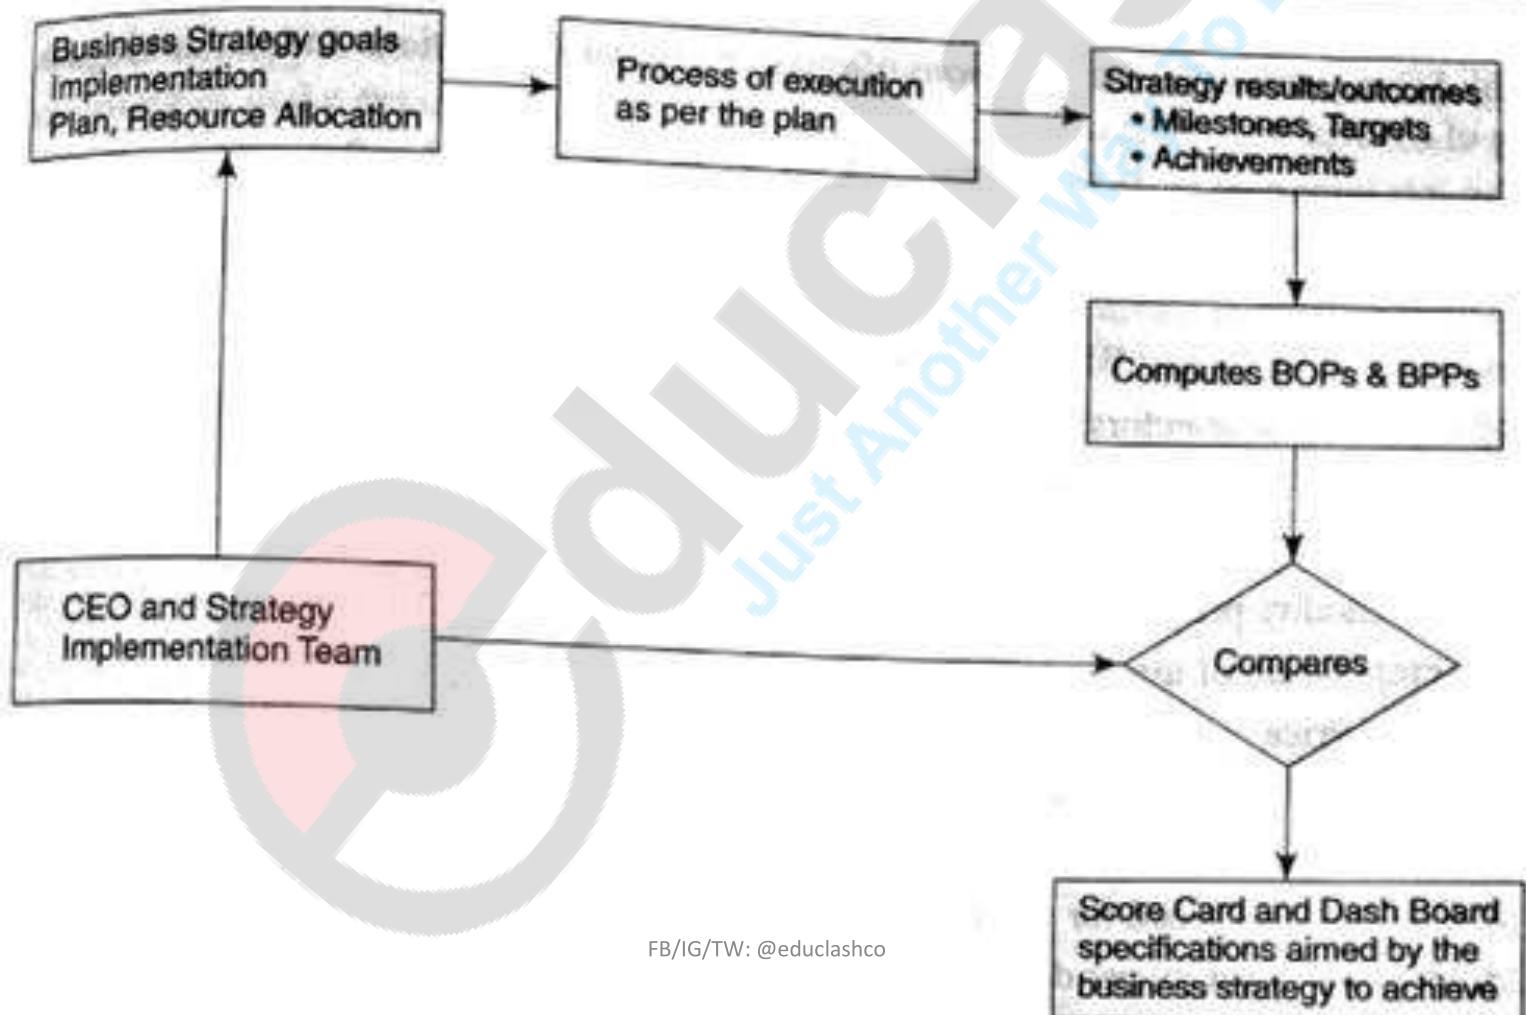 Business Strategy goals
Implementation
Plan, Resource Allocation
Process of execution
as per the plan
Strategy results/outcomes
• Milestones, Targets
• Achievements
Computes BOPs & BPPs
CEO and Strategy
Implementation Team
Compares
Score Card and Dash Board
specifications aimed by the
business strategy to achieve
educlas
Just Another Way To
FB/IG/TW: @educlashco